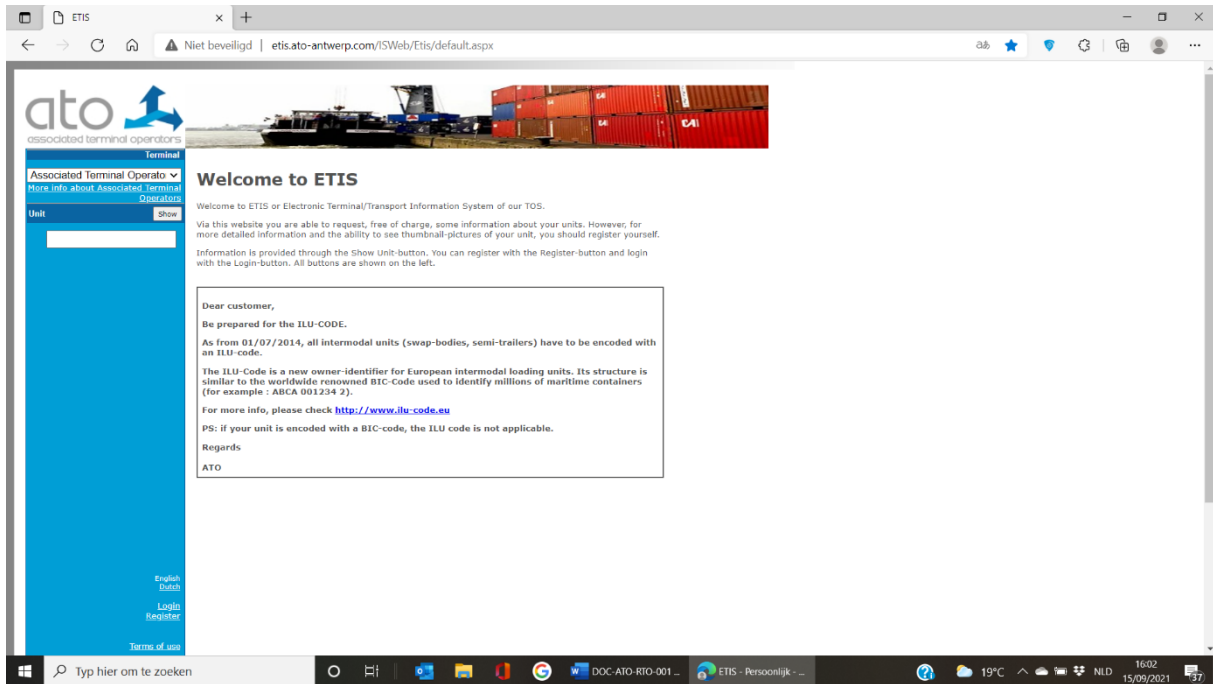 ETIS
Niet beveiligd | etis.ato-antwerp.com/ISWeb/Etis/default.aspx
ato
associated terminal operators
CAI
Terminal
Associated Terminal Operato
More info about Associated Terminal
Operators
Unit
Show
Welcome to ETIS
Welcome to ETIS or Electronic Terminal/Transport Information System of our TOS.
Via this website you are able to request, free of charge, some information about your units. However, for
more detailed information and the ability to see thumbnail-pictures of your unit, you should register yourself.
Information is provided through the Show Unit-button. You can register with the Register-button and login
with the Login-button. All buttons are shown on the left.
Dear customer,
Be prepared for the ILU-CODE.
As from 01/07/2014, all intermodal units (swap-bodies, semi-trailers) have to be encoded with
an ILU-code.
The ILU-Code is a new owner-identifier for European intermodal loading units. Its structure is
similar to the worldwide renowned BIC-Code used to identify millions of maritime containers
(for example : ABCA 001234 2).
For more info, please check http://www.ilu-code.eu
PS: if your unit is encoded with a BIC-code, the ILU code is not applicable.
Regards
ATO
English
Dutch
Login
Register
Terms of use
Typ hier om te zoeken
DOC-ATO-RTO-001 ...
ETIS - Persoonlijk - ...
19°C
NLD
16:02
15/09/2021
37